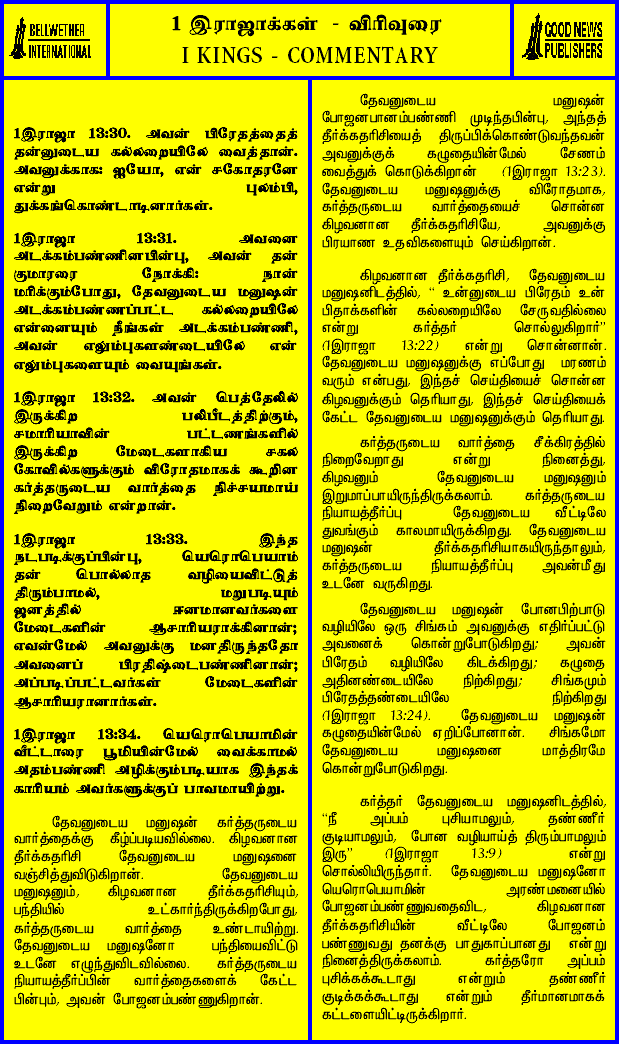 BELLWETHER
INTERNATIONAL
1 இராஜாக்கள் - விரிவுரை
I KINGS - COMMENTARY
GOOD NEWS
PUBLISHERS
1இராஜா 13:30. அவன் பிரேதத்தைத்
தன்னுடைய கல்லறையிலே வைத்தான்.
அவனுக்காக: ஐயோ, என் சகோதரனே
என்று புலம்பி,
துக்கங்கொண்டாடினார்கள்.
1இராஜா 13:31. அவனை
அடக்கம்பண்ணினபின்பு, அவன் தன்
குமாரரை நோக்கி: நான்
மரிக்கும்போது, தேவனுடைய மனுஷன்
அடக்கம்பண்ணப்பட்ட கல்லறையிலே
என்னையும் நீங்கள் அடக்கம்பண்ணி,
அவன் எலும்புகளண்டையிலே என்
எலும்புகளையும் வையுங்கள்.
1இராஜா 13:32. அவன் பெத்தேலில்
இருக்கிற பலிபீடத்திற்கும்,
சமாரியாவின் பட்டணங்களில்
இருக்கிற மேடைகளாகிய சகல
கோவில்களுக்கும் விரோதமாகக் கூறின
கர்த்தருடைய வார்த்தை நிச்சயமாய்
நிறைவேறும் என்றான்.
1இராஜா 13:33. இந்த
நடபடிக்குப்பின்பு, யெரொபெயாம்
தன் பொல்லாத வழியைவிட்டுத்
திரும்பாமல், மறுபடியும்
ஜனத்தில் ஈனமானவர்களை
மேடைகளின் ஆசாரியராக்கினான்;
எவன்மேல் அவனுக்கு மனதிருந்ததோ
அவனைப் பிரதிஷ்டைபண்ணினான்;
அப்படிப்பட்டவர்கள் மேடைகளின்
ஆசாரியரானார்கள்.
1இராஜா 13:34. யெரொபெயாமின்
வீட்டாரை பூமியின்மேல் வைக்காமல்
அதம்பண்ணி அழிக்கும்படியாக இந்தக்
காரியம் அவர்களுக்குப் பாவமாயிற்று.
தேவனுடைய மனுஷன் கர்த்தருடைய
வார்த்தைக்கு கீழ்ப்படியவில்லை. கிழவனான
தீர்க்கதரிசி தேவனுடைய மனுஷனை
வஞ்சித்துவிடுகிறான். தேவனுடைய
மனுஷனும், கிழவனான தீர்க்கதரிசியும்,
பந்தியில் உட்கார்ந்திருக்கிறபோது,
கர்த்தருடைய வார்த்தை உண்டாயிற்று.
தேவனுடைய மனுஷனோ பந்தியைவிட்டு
உடனே எழுந்துவிடவில்லை. கர்த்தருடைய
நியாயத்தீர்ப்பின் வார்த்தைகளைக் கேட்ட
பின்பும், அவன் போஜனம்பண்ணுகிறான்.
தேவனுடைய மனுஷன்
போஜனபானம்பண்ணி முடிந்தபின்பு, அந்தத்
தீர்க்கதரிசியைத் திருப்பிக்கொண்டுவந்தவன்
அவனுக்குக் கழுதையின்மேல் சேணம்
வைத்துக் கொடுக்கிறான் (1இராஜா 13:23).
தேவனுடைய மனுஷனுக்கு விரோதமாக,
கர்த்தருடைய வார்த்தையைச் சொன்ன
கிழவனான தீர்க்கதரிசியே, அவனுக்கு
பிரயாண உதவிகளையும் செய்கிறான்.
கிழவனான தீர்க்கதரிசி, தேவனுடைய
மனுஷனிடத்தில், “ உன்னுடைய பிரேதம் உன்
பிதாக்களின் கல்லறையிலே சேருவதில்லை
என்று கர்த்தர் சொல்லுகிறார்”
(1இராஜா 13:22) என்று சொன்னான்.
தேவனுடைய மனுஷனுக்கு எப்போது மரணம்
வரும் என்பது, இந்தச் செய்தியைச் சொன்ன
கிழவனுக்கும் தெரியாது, இந்தச் செய்தியைக்
கேட்ட தேவனுடைய மனுஷனுக்கும் தெரியாது.
கர்த்தருடைய வார்த்தை சீக்கிரத்தில்
நிறைவேறாது என்று நினைத்து,
கிழவனும் தேவனுடைய மனுஷனும்
இறுமாப்பாயிருந்திருக்கலாம். கர்த்தருடைய
நியாயத்தீர்ப்பு தேவனுடைய வீட்டிலே
துவங்கும் காலமாயிருக்கிறது. தேவனுடைய
மனுஷன் தீர்க்கதரிசியாகயிருந்தாலும்,
கர்த்தருடைய நியாயத்தீர்ப்பு அவன்மீது
உடனே வருகிறது.
தேவனுடைய மனுஷன் போனபிற்பாடு
வழியிலே ஒரு சிங்கம் அவனுக்கு எதிர்ப்பட்டு
அவனைக் கொன்றுபோடுகிறது; அவன்
பிரேதம் வழியிலே கிடக்கிறது; கழுதை
அதினண்டையிலே நிற்கிறது; சிங்கமும்
பிரேதத்தண்டையிலே நிற்கிறது
(1இராஜா 13:24). தேவனுடைய மனுஷன்
கழுதையின்மேல் ஏறிப்போனான். சிங்கமோ
தேவனுடைய மனுஷனை மாத்திரமே
கொன்றுபோடுகிறது.
கர்த்தர் தேவனுடைய மனுஷனிடத்தில்,
“நீ அப்பம் புசியாமலும், தண்ணீர்
குடியாமலும், போன வழியாய்த் திரும்பாமலும்
இரு” (1இராஜா 13:9) என்று
சொல்லியிருந்தார். தேவனுடைய மனுஷனோ
யெரொபெயாமின் அரண்மனையில்
போஜனம்பண்ணுவதைவிட, கிழவனான
தீர்க்கதரிசியின் வீட்டிலே போஜனம்
பண்ணுவது தனக்கு பாதுகாப்பானது என்று
நினைத்திருக்கலாம். கர்த்தரோ அப்பம்
புசிக்கக்கூடாது என்றும் தண்ணீர்
குடிக்கக்கூடாது என்றும் தீர்மானமாகக்
கட்டளையிட்டிருக்கிறார்.